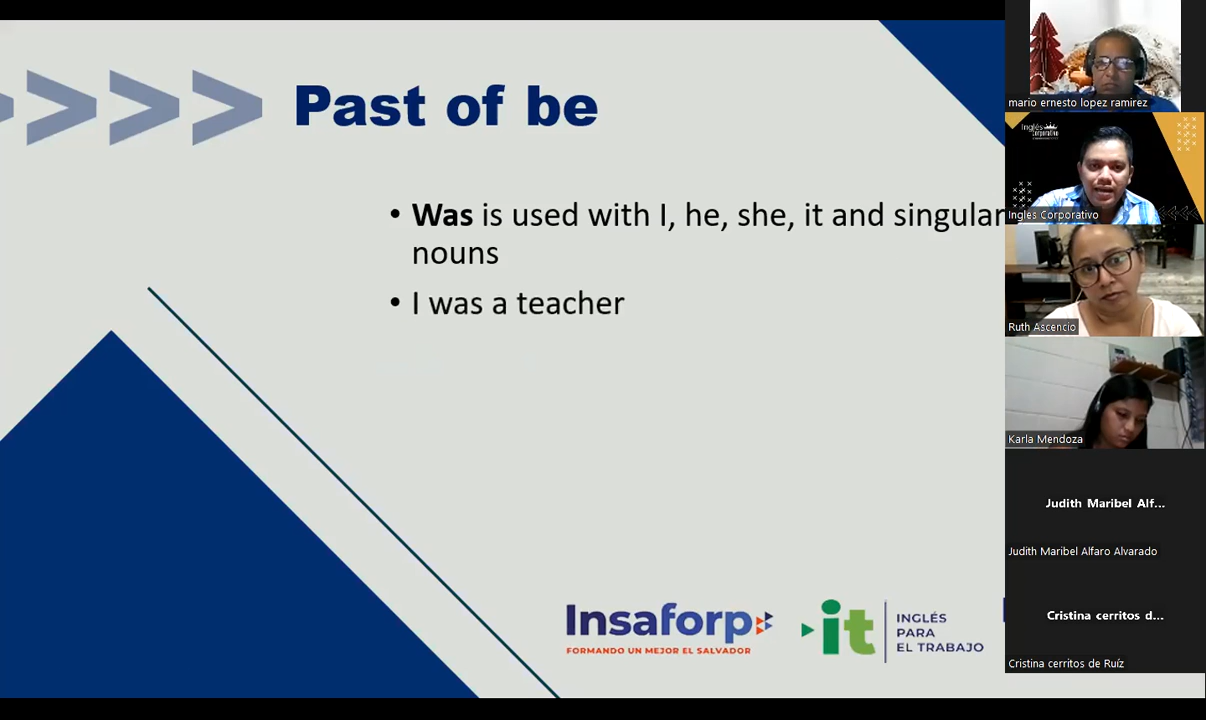 Past of be
• Was is used with I, he, she, it and singular
nouns
• I was a teacher
Insaforp
FORMANDO UN MEJOR EL SALVADOR
it
INGLÉS
PARA
EL TRABAJO
mario ernesto lopez ramirez
Inglés
Corporativo
Ingles Corporativo
Ruth Ascencio
Karla Mendoza
Judith Maribel Alf...
Judith Maribel Alfaro Alvarado
Cristina cerritos d...
Cristina cerritos de Ruíz